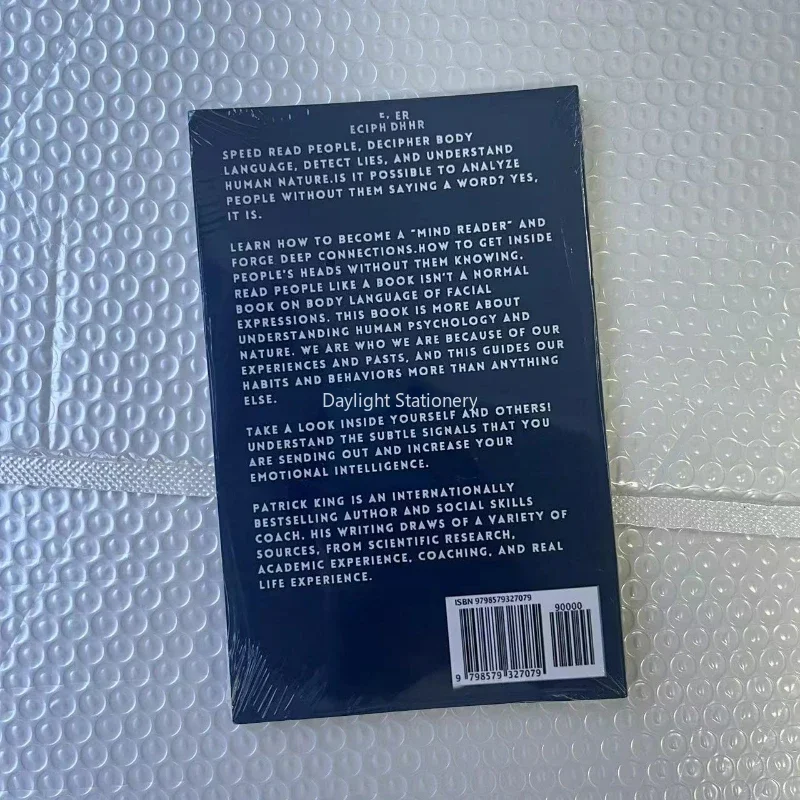 E, ER
ECIPH DHHR
SPEED READ PEOPLE, DECIPHER BODY
LANGUAGE, DETECT LIES, AND UNDERSTAND
HUMAN NATURE.IS IT POSSIBLE TO ANALYZE
PEOPLE WITHOUT THEM SAYING A WORD? YES,
IT IS.
LEARN HOW TO BECOME A "MIND READER" AND
FORGE DEEP CONNECTIONS.HOW TO GET INSIDE
PEOPLE'S HEADS WITHOUT THEM KNOWING.
READ PEOPLE LIKE A BOOK ISN'T A NORMAL
BOOK ON BODY LANGUAGE OF FACIAL
EXPRESSIONS. THIS BOOK IS MORE ABOUT
UNDERSTANDING HUMAN PSYCHOLOGY AND
NATURE. WE ARE WHO WE ARE BECAUSE OF OUR
EXPERIENCES AND PASTS, AND THIS GUIDES OUR
HABITS AND BEHAVIORS MORE THAN ANYTHING
ELSE.
Daylight Stationery
TAKE A LOOK INSIDE YOURSELF AND OTHERS!
UNDERSTAND THE SUBTLE SIGNALS THAT YOU
ARE SENDING OUT AND INCREASE YOUR
EMOTIONAL INTELLIGENCE.
PATRICK KING IS AN INTERNATIONALLY
BESTSELLING AUTHOR AND SOCIAL SKILLS
COACH. HIS WRITING DRAWS OF A VARIETY OF
SOURCES, FROM SCIENTIFIC RESEARCH,
ACADEMIC EXPERIENCE, COACHING, AND REAL
LIFE EXPERIENCE.
ISBN 9798579327079
90000
9 798579 327079